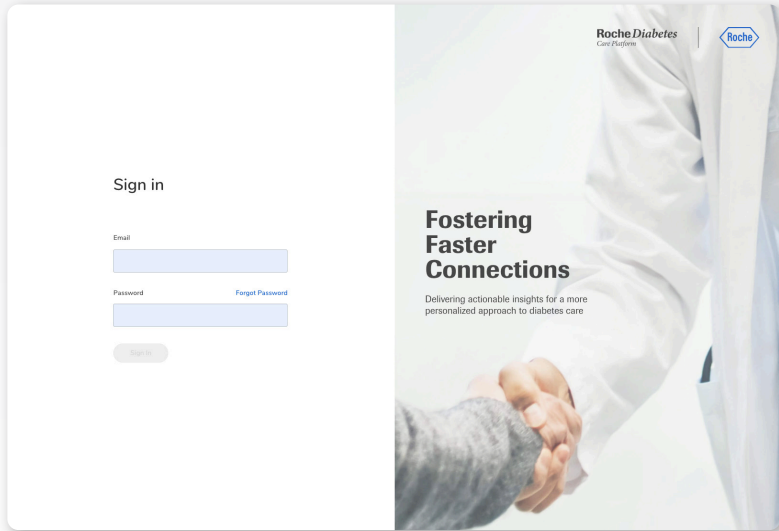 Sign in
Email
Password Forgot Password
Sign In
Roche Diabetes
Care Platform
Roche
Fostering
Faster
Connections
Delivering actionable insights for a more
personalized approach to diabetes care